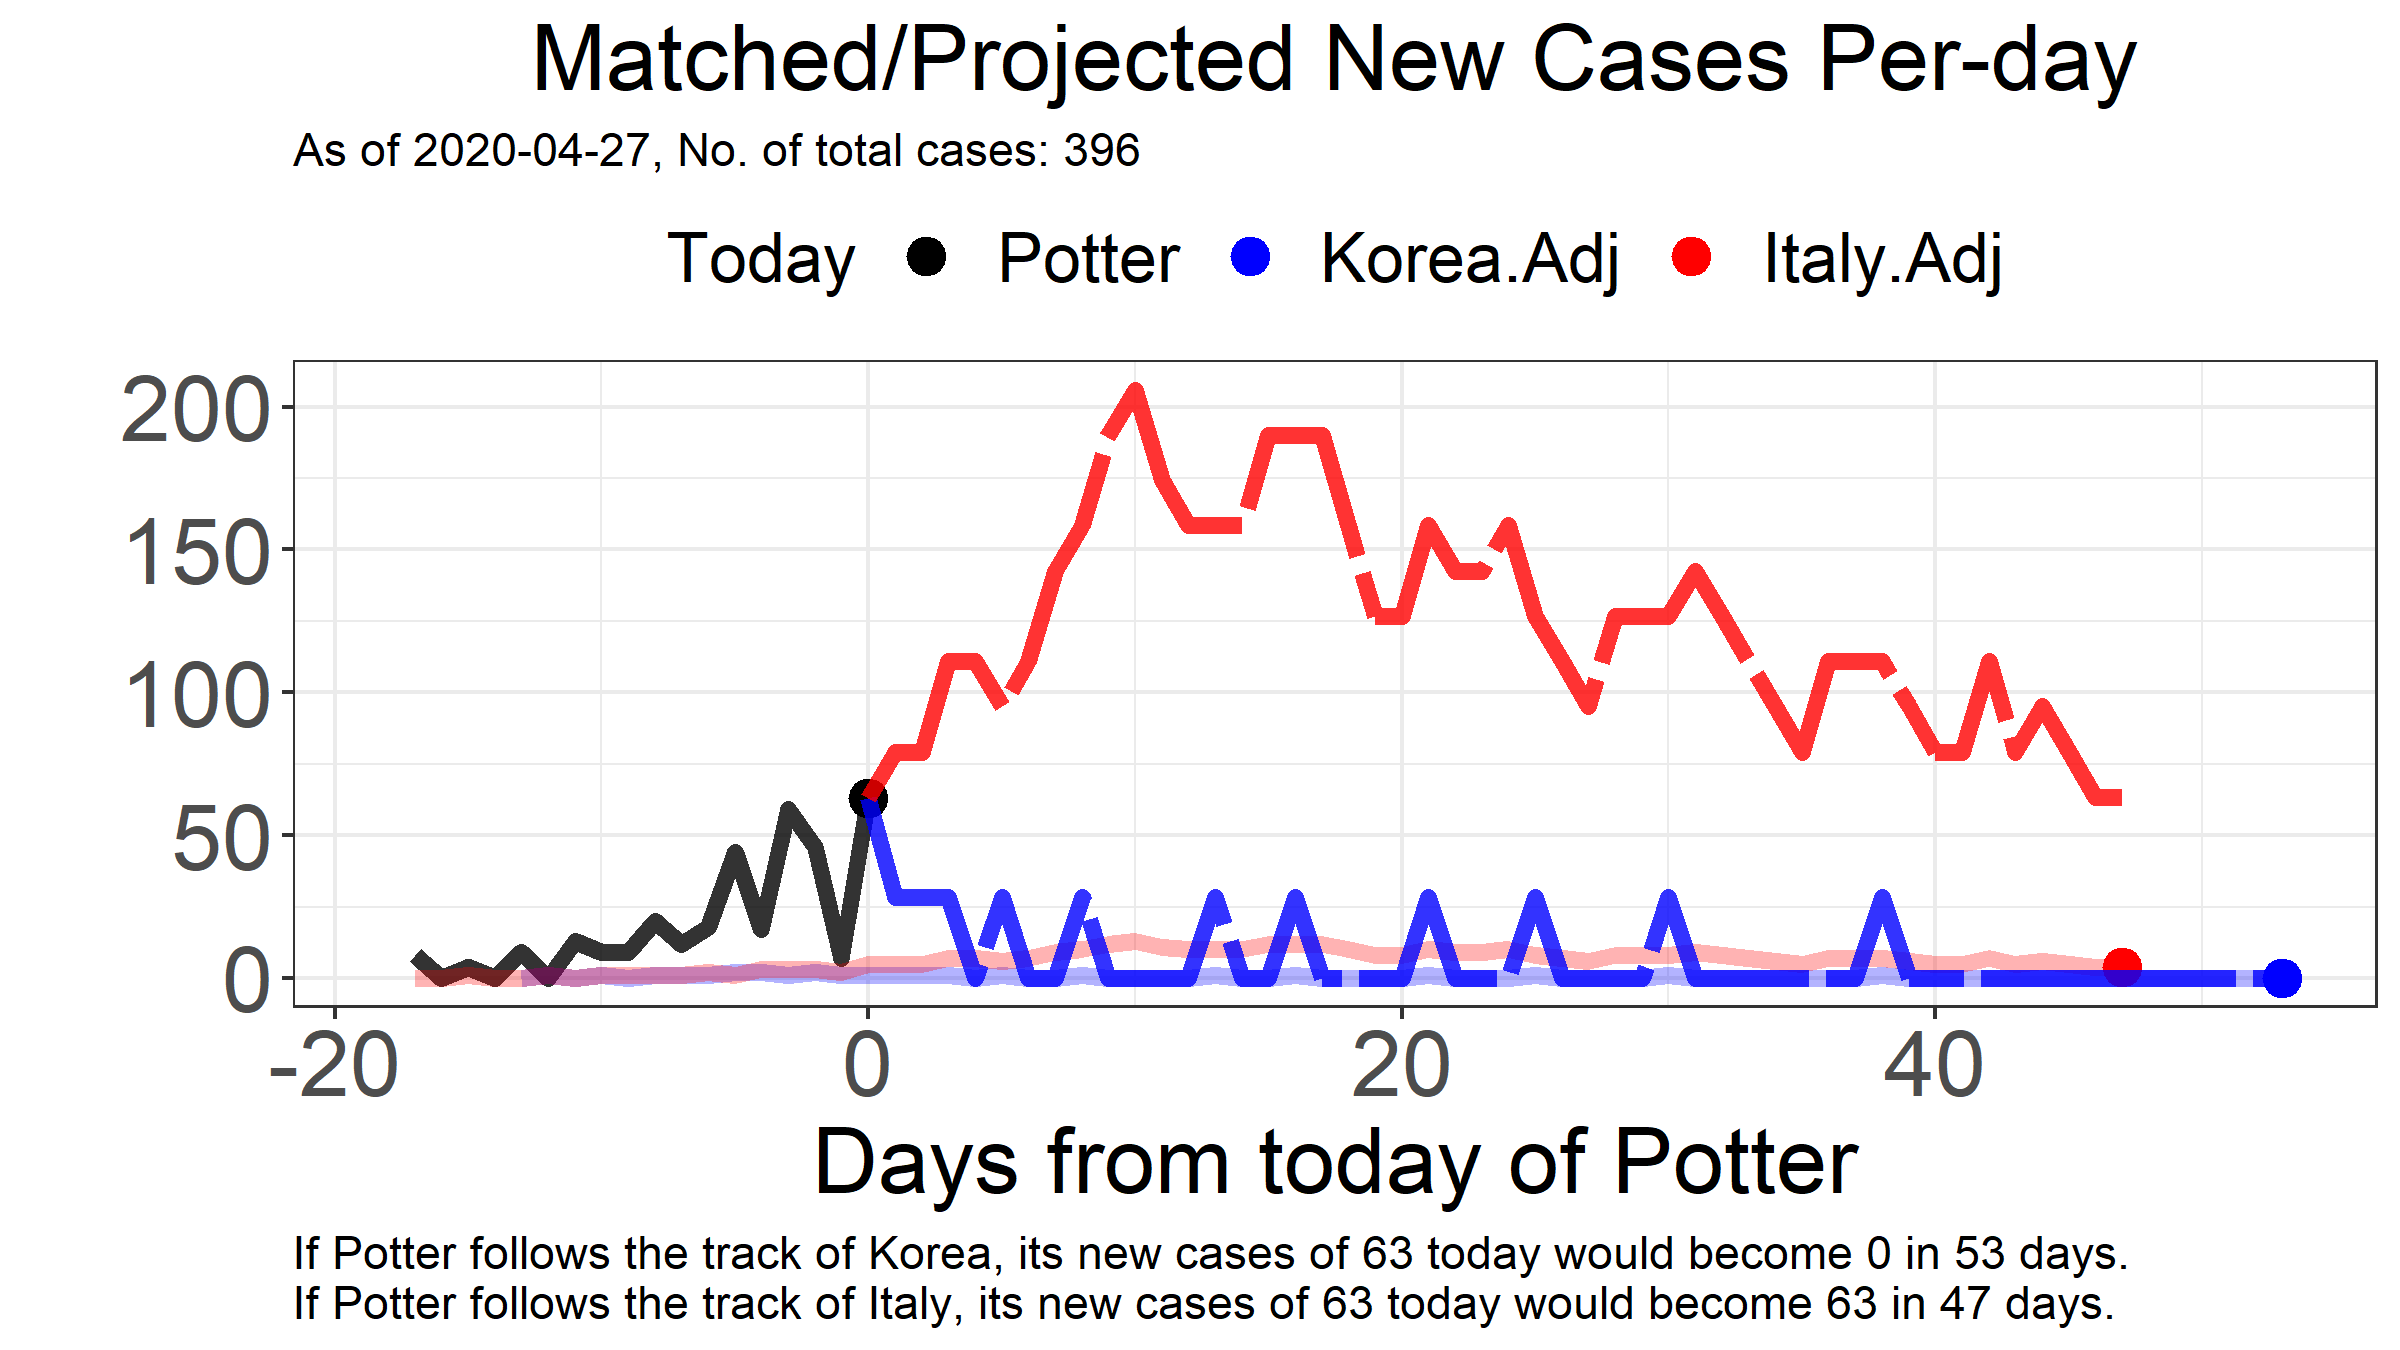 Matched/Projected New Cases Per-day
As of 2020-04-27, No. of total cases: 396
Today Potter Korea.Adj Italy.Adj
200
150
100
50
0
-20 0 20 40
Days from today of Potter
If Potter follows the track of Korea, its new cases of 63 today would become 0 in 53 days.
If Potter follows the track of Italy, its new cases of 63 today would become 63 in 47 days.